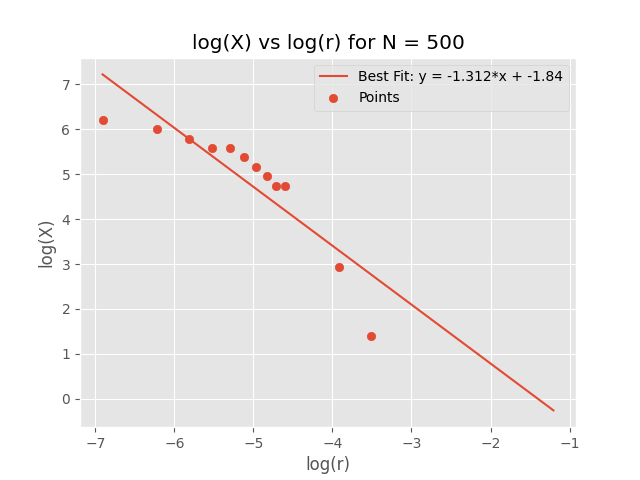 log(X) vs log(r) for N = 500
Best Fit: y = -1.312*x + -1.84
Points
log(X)
7
6
5
4
3
2
1
0
−7 −6 −5 −4 −3 −2 −1
log(r)